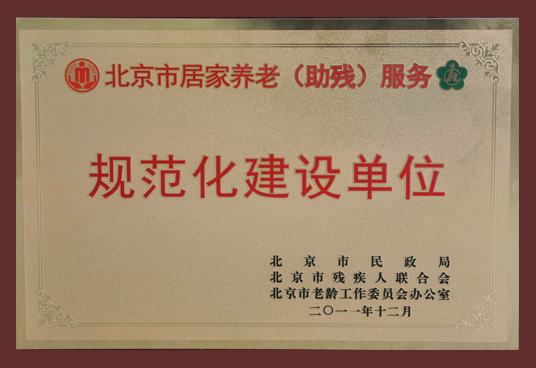 北京市居家养老（助残）服务
规范化建设单位
北京市民政局
北京市残疾人联合会
北京市老龄工作委员会办公室
二〇一一年十二月